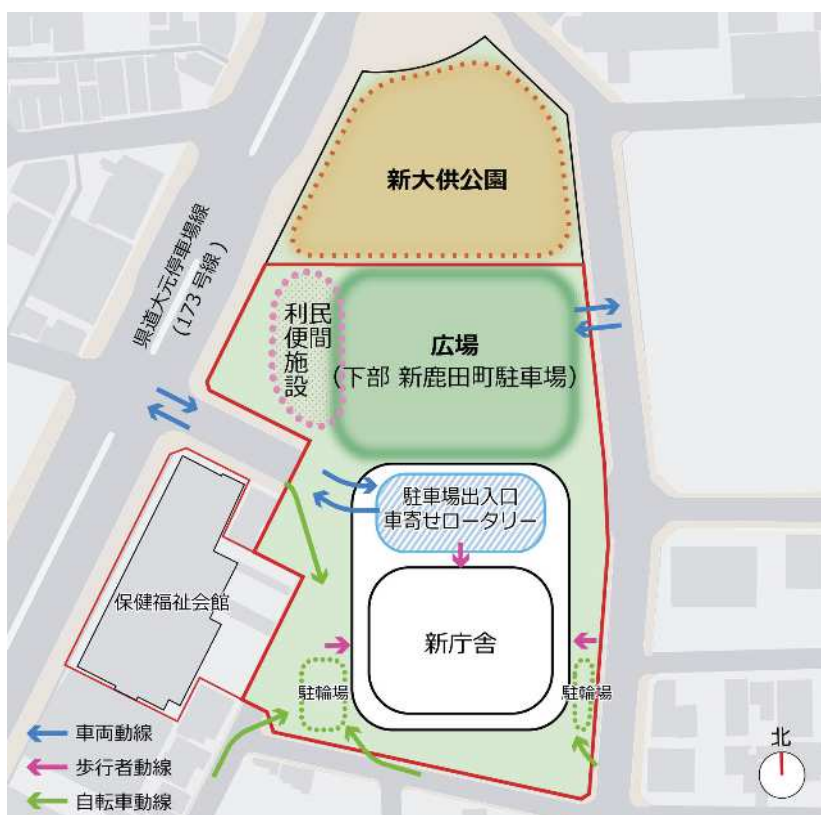 新大供公園
県道大元停車場線
(173 号線)
民間
利便施設
広場
(下部 新鹿田町駐車場)
駐車場出入口
車寄せロータリー
保健福祉会館
新庁舎
駐輪場
駐輪場
車両動線
歩行者動線
自転車動線
北